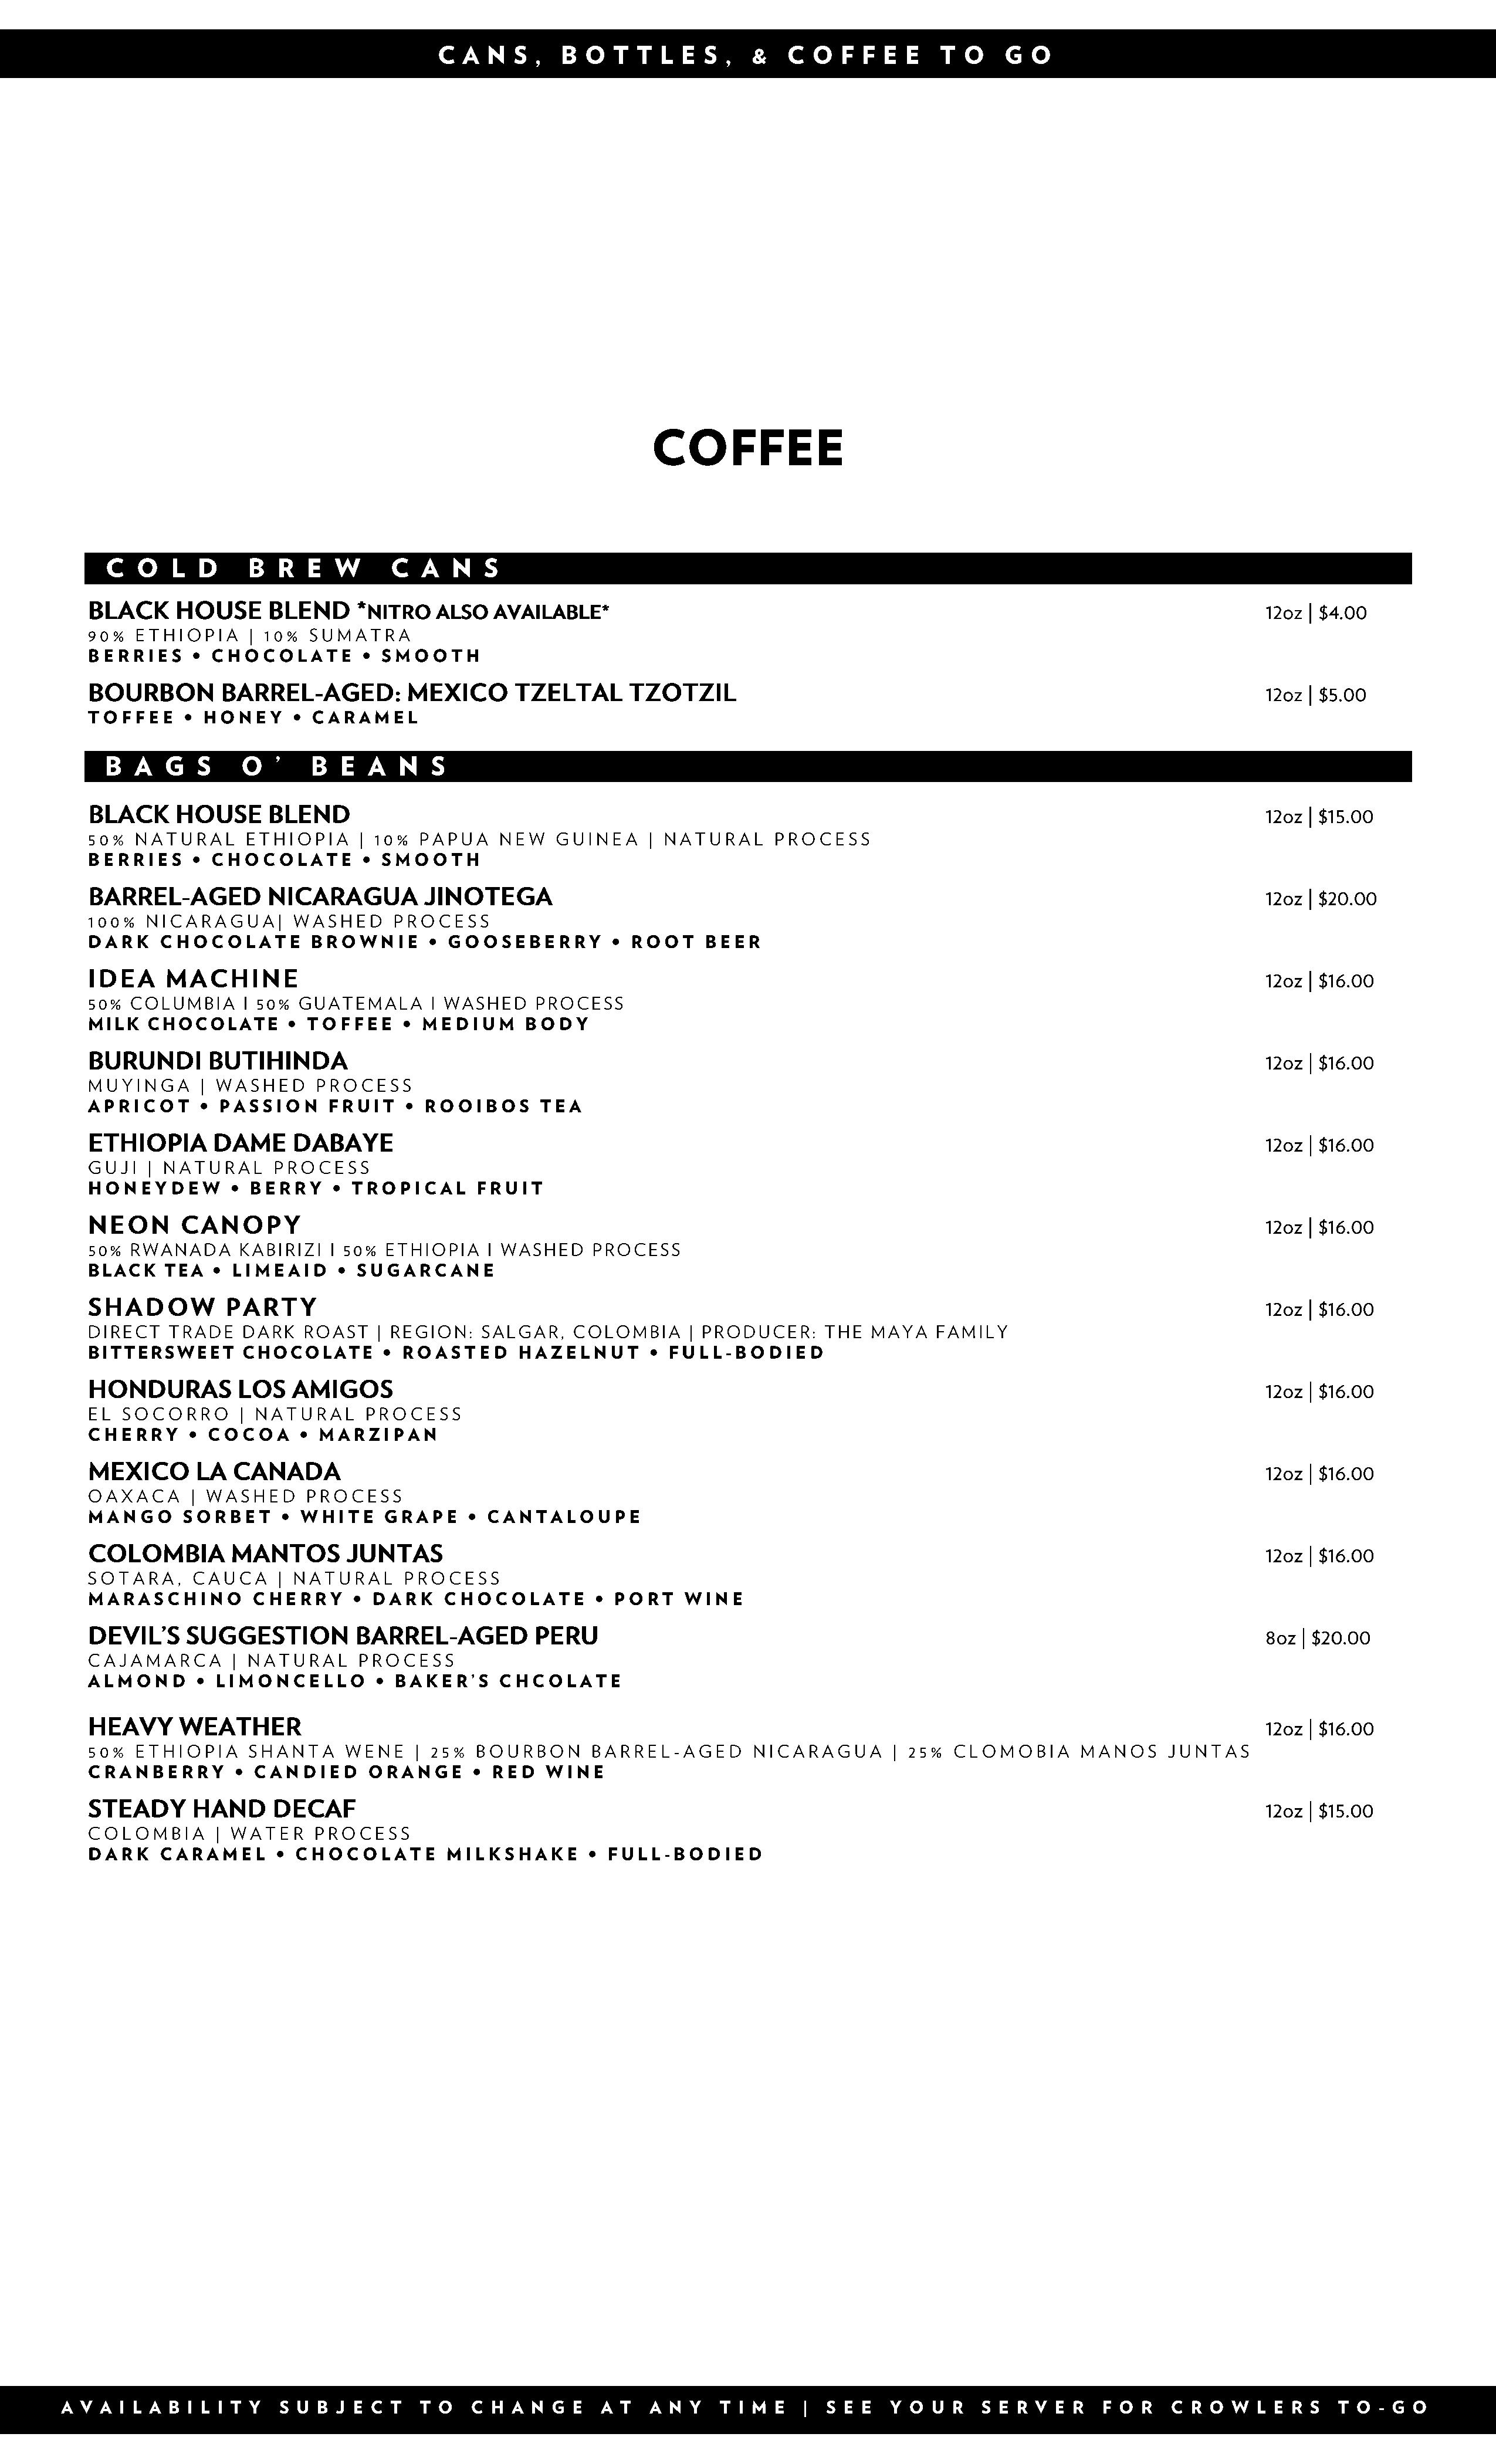 CANS, BOTTLES, & COFFEE TO GO
COFFEE
COLD BREW CANS
BLACK HOUSE BLEND *NITRO ALSO AVAILABLE* 12oz | $4.00
90% ETHIOPIA | 10% SUMATRA
BERRIES • CHOCOLATE • SMOOTH
BOURBON BARREL-AGED: MEXICO TZELTAL TZOTZIL 12oz | $5.00
TOFFEE • HONEY • CARAMEL
BAGS O' BEANS
BLACK HOUSE BLEND 12oz | $15.00
50% NATURAL ETHIOPIA | 10% PAPUA NEW GUINEA | NATURAL PROCESS
BERRIES • CHOCOLATE • SMOOTH
BARREL-AGED NICARAGUA JINOTEGA 12oz | $20.00
100% NICARAGUA| WASHED PROCESS
DARK CHOCOLATE BROWNIE • GOOSEBERRY • ROOT BEER
IDEA MACHINE 12oz | $16.00
50% COLUMBIA I 50% GUATEMALA I WASHED PROCESS
MILK CHOCOLATE • TOFFEE • MEDIUM BODY
BURUNDI BUTIHINDA 12oz | $16.00
MUYINGA | WASHED PROCESS
APRICOT • PASSION FRUIT • ROOIBOS TEA
ETHIOPIA DAME DABAYE 12oz | $16.00
GUJI | NATURAL PROCESS
HONEYDEW • BERRY • TROPICAL FRUIT
NEON CANOPY 12oz | $16.00
50% RWANADA KABIRIZI I 50% ETHIOPIA I WASHED PROCESS
BLACK TEA • LIMEAID • SUGARCANE
SHADOW PARTY 12oz | $16.00
DIRECT TRADE DARK ROAST | REGION: SALGAR, COLOMBIA | PRODUCER: THE MAYA FAMILY
BITTERSWEET CHOCOLATE • ROASTED HAZELNUT • FULL-BODIED
HONDURAS LOS AMIGOS 12oz | $16.00
EL SOCORRO | NATURAL PROCESS
CHERRY • COCOA • MARZIPAN
MEXICO LA CANADA 12oz | $16.00
OAXACA | WASHED PROCESS
MANGO SORBET • WHITE GRAPE • CANTALOUPE
COLOMBIA MANTOS JUNTAS 12oz | $16.00
SOTARA, CAUCA | NATURAL PROCESS
MARASCHINO CHERRY • DARK CHOCOLATE • PORT WINE
DEVIL'S SUGGESTION BARREL-AGED PERU 8oz | $20.00
CAJAMARCA | NATURAL PROCESS
ALMOND • LIMONCELLO • BAKER'S CHCOLATE
HEAVY WEATHER 12oz | $16.00
50% ETHIOPIA SHANTA WENE | 25% BOURBON BARREL-AGED NICARAGUA | 25% CLOMOBIA MANOS JUNTAS
CRANBERRY • CANDIED ORANGE • RED WINE
STEADY HAND DECAF 12oz | $15.00
COLOMBIA | WATER PROCESS
DARK CARAMEL • CHOCOLATE MILKSHAKE • FULL-BODIED
AVAILABILITY SUBJECT TO CHANGE AT ANY TIME | SEE YOUR SERVER FOR CROWLERS TO-GO